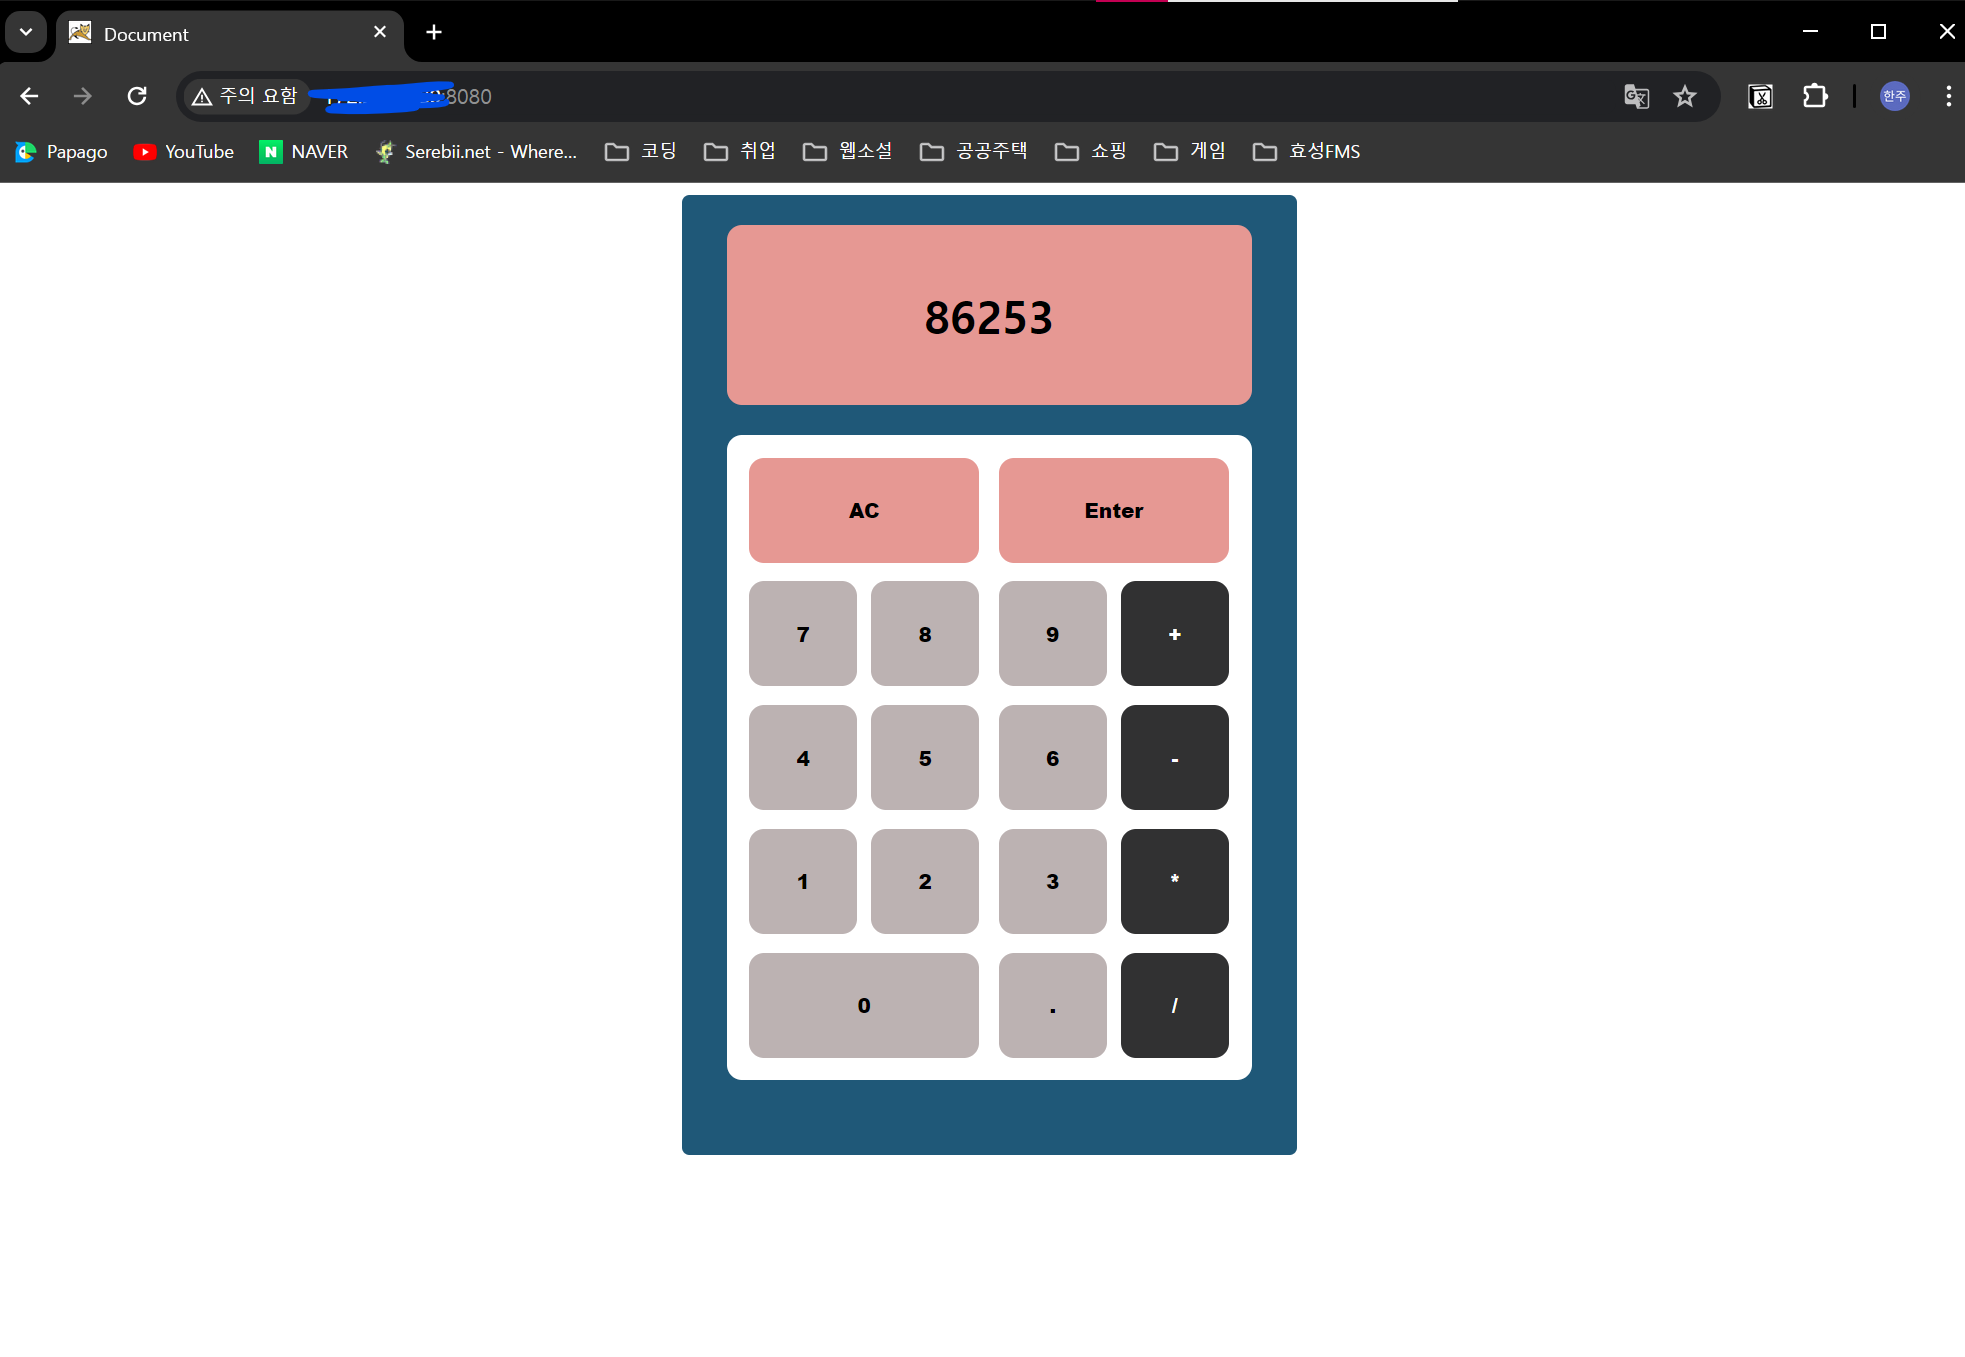 Document
주의 요함 :8080
Papago YouTube NAVER Serebii.net - Where... 코딩 취업 웹소설 공공주택 쇼핑 게임 효성FMS
한주
86253
AC Enter
7 8 9 +
4 5 6 -
1 2 3 *
0 . /